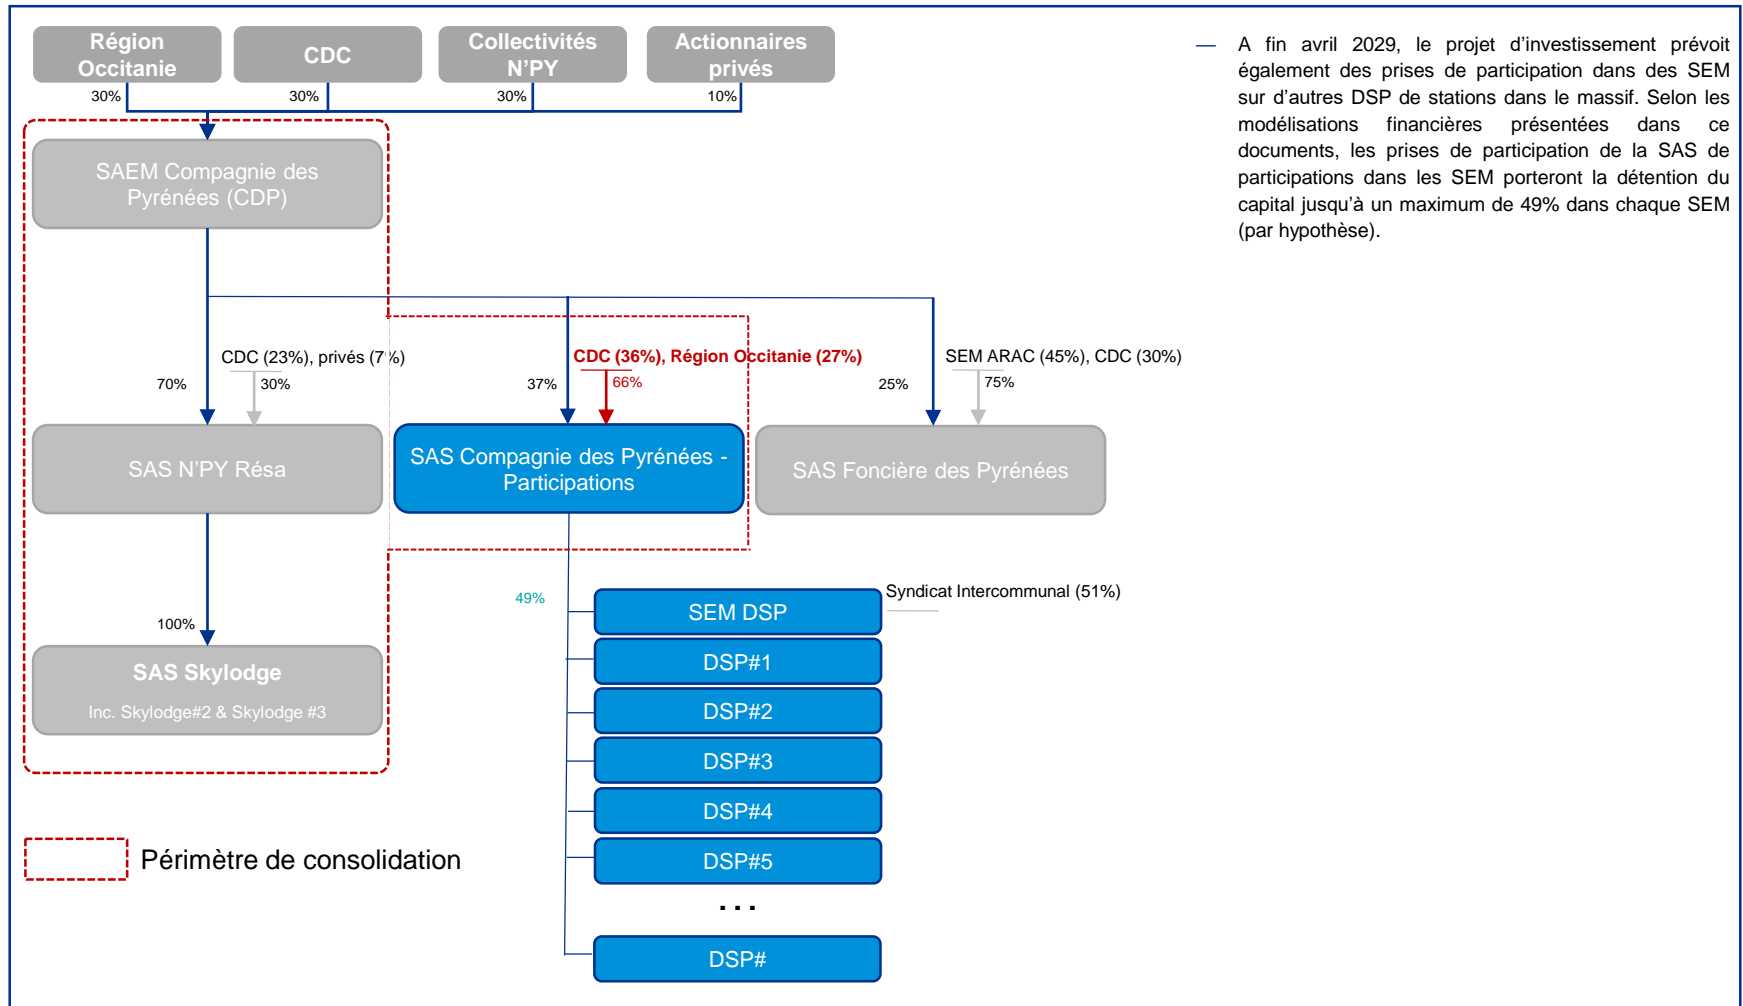 Région
Occitanie
CDC
Collectivités
N'PY
Actionnaires
privés
30%
30%
30%
10%
— A fin avril 2029, le projet d'investissement prévoit
également des prises de participation dans des SEM
sur d'autres DSP de stations dans le massif. Selon les
modélisations financières présentées dans ce
documents, les prises de participation de la SAS de
participations dans les SEM porteront la détention du
capital jusqu'à un maximum de 49% dans chaque SEM
(par hypothèse).
SAEM Compagnie des
Pyrénées (CDP)
CDC (23%), privés (7%)
70%
30%
CDC (36%), Région Occitanie (27%)
37%
66%
SEM ARAC (45%), CDC (30%)
25%
75%
SAS N'PY Résa
SAS Compagnie des Pyrénées -
Participations
SAS Foncière des Pyrénées
100%
SAS Skylodge
Inc. Skylodge#2 & Skylodge #3
49%
Syndicat Intercommunal (51%)
SEM DSP
DSP#1
DSP#2
DSP#3
DSP#4
DSP#5
...
DSP#
Périmètre de consolidation